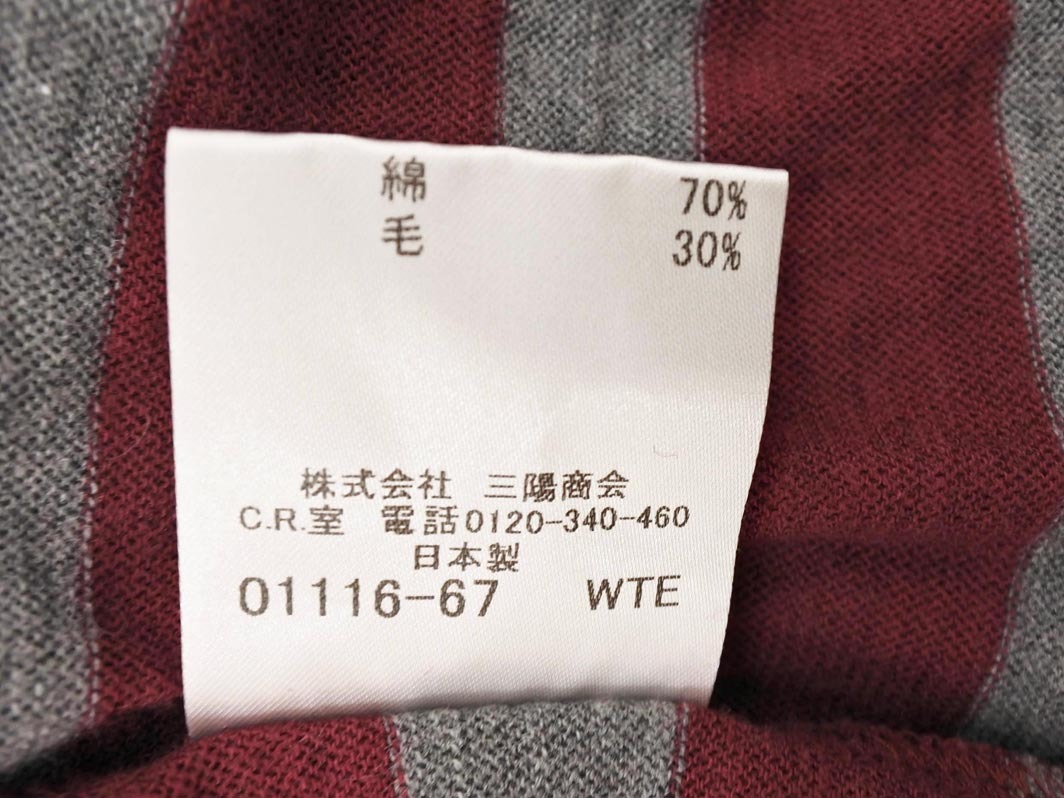 綿 70%
毛 30%
株式会社 三陽商会
C.R.室 電話0120-340-460
日本製
01116-67 WTE